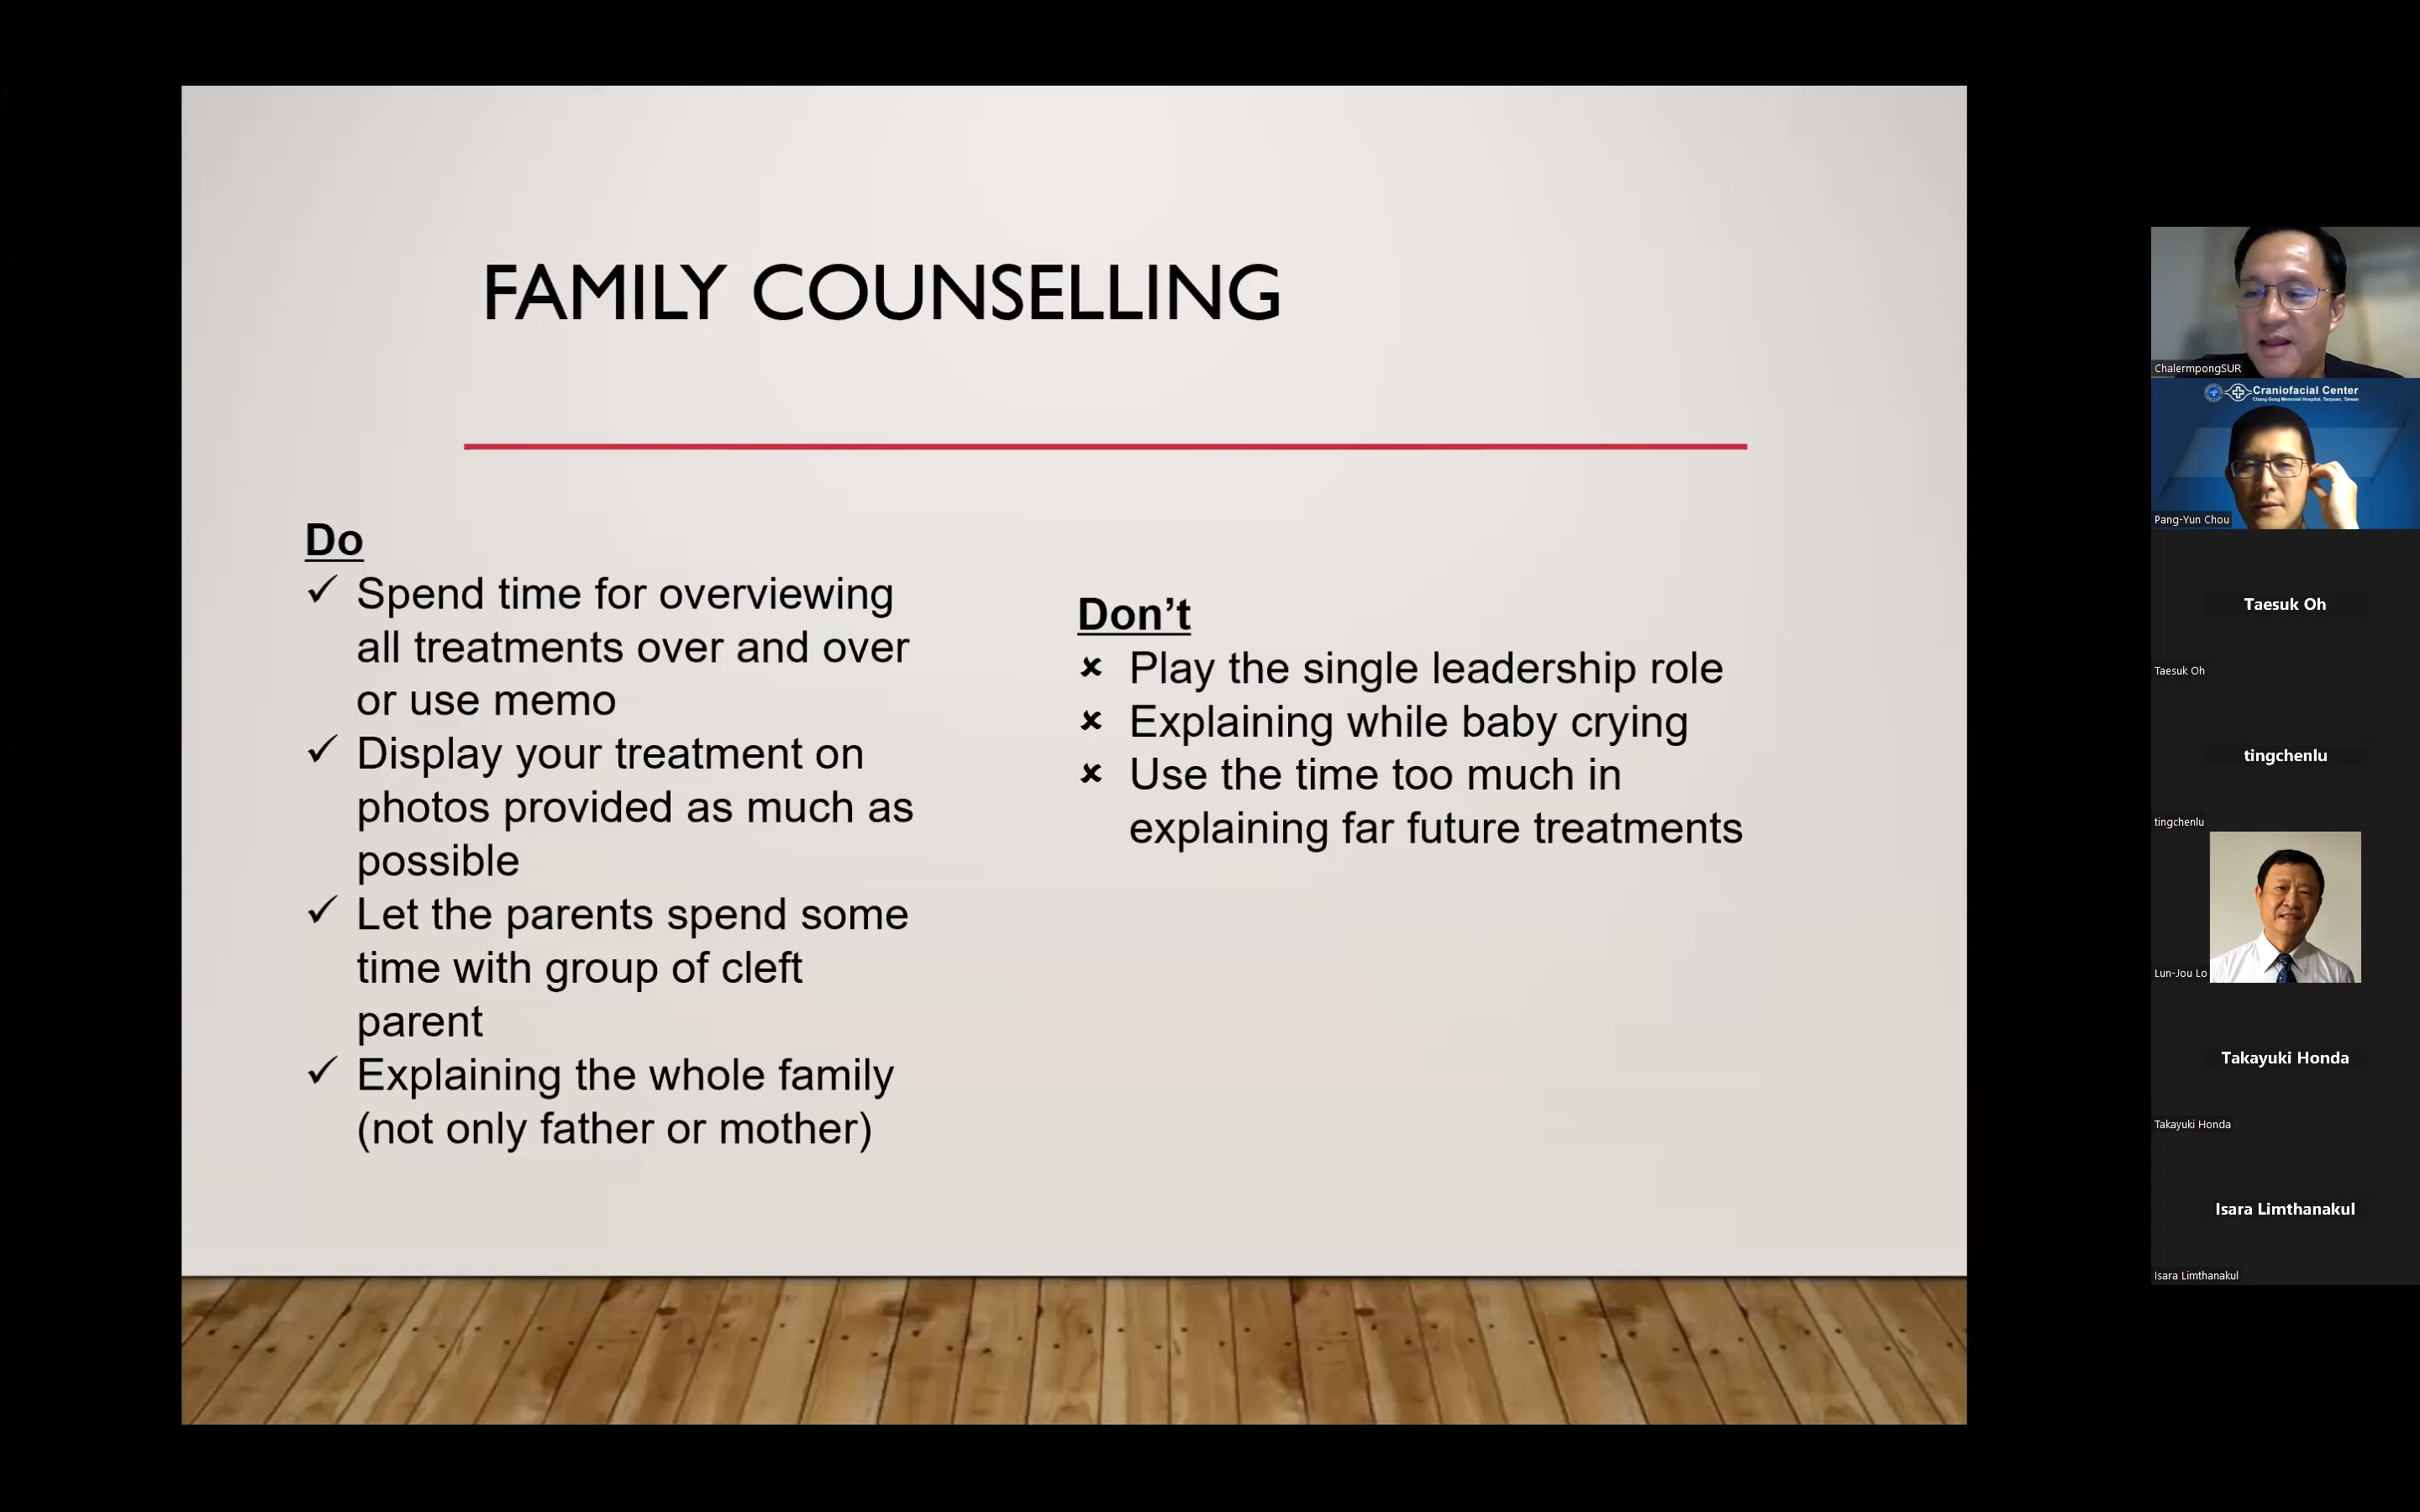 FAMILY COUNSELLING
Do
✓ Spend time for overviewing
all treatments over and over
or use memo
✓ Display your treatment on
photos provided as much as
possible
✓ Let the parents spend some
time with group of cleft
parent
✓ Explaining the whole family
(not only father or mother)
Don’t
× Play the single leadership role
× Explaining while baby crying
× Use the time too much in
explaining far future treatments
ChalermpongSUR
Craniofacial Center
Chang Gung Memorial Hospital, Taoyuan, Taiwan
Pang-Yun Chou
Taesuk Oh
Taesuk Oh
tingchenlu
tingchenlu
Lun-Jou Lo
Takayuki Honda
Takayuki Honda
Isara Limthanakul
Isara Limthanakul